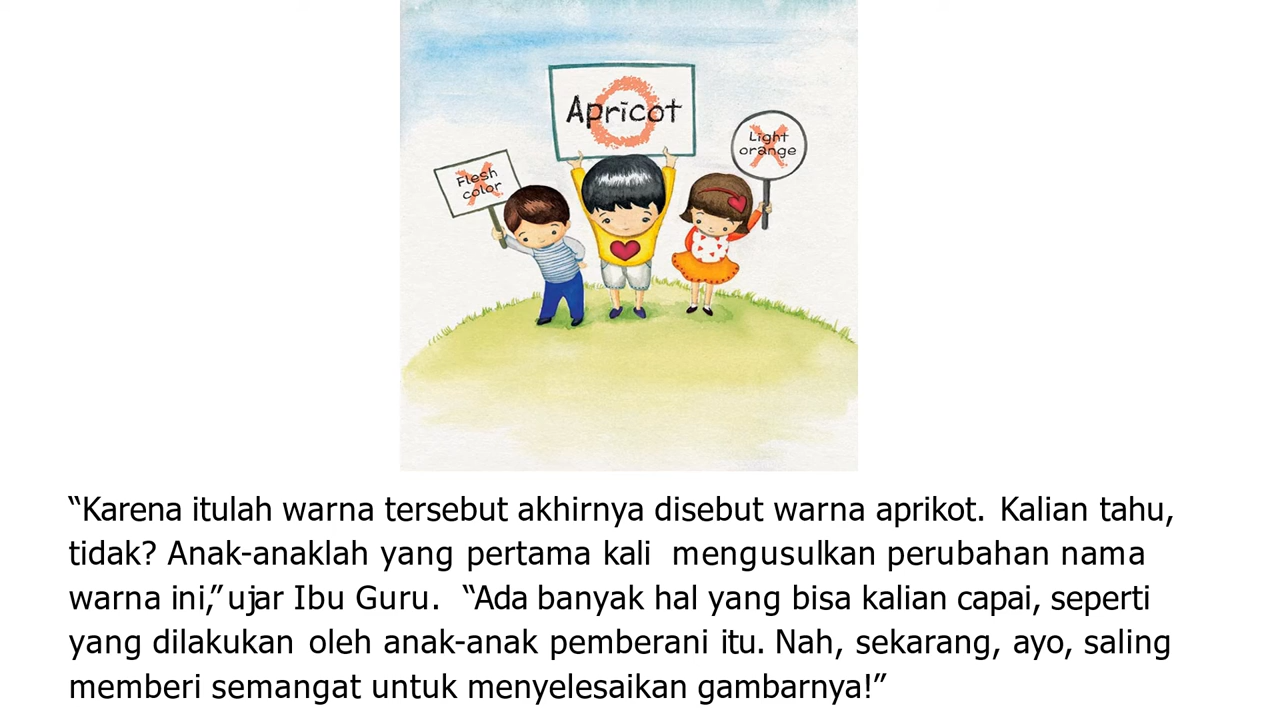 Apricot
Flesh
color
Light
orange
“Karena itulah warna tersebut akhirnya disebut warna aprikot. Kalian tahu,
tidak? Anak-anaklah yang pertama kali mengusulkan perubahan nama
warna ini,” ujar Ibu Guru. “Ada banyak hal yang bisa kalian capai, seperti
yang dilakukan oleh anak-anak pemberani itu. Nah, sekarang, ayo, saling
memberi semangat untuk menyelesaikan gambarnya!”